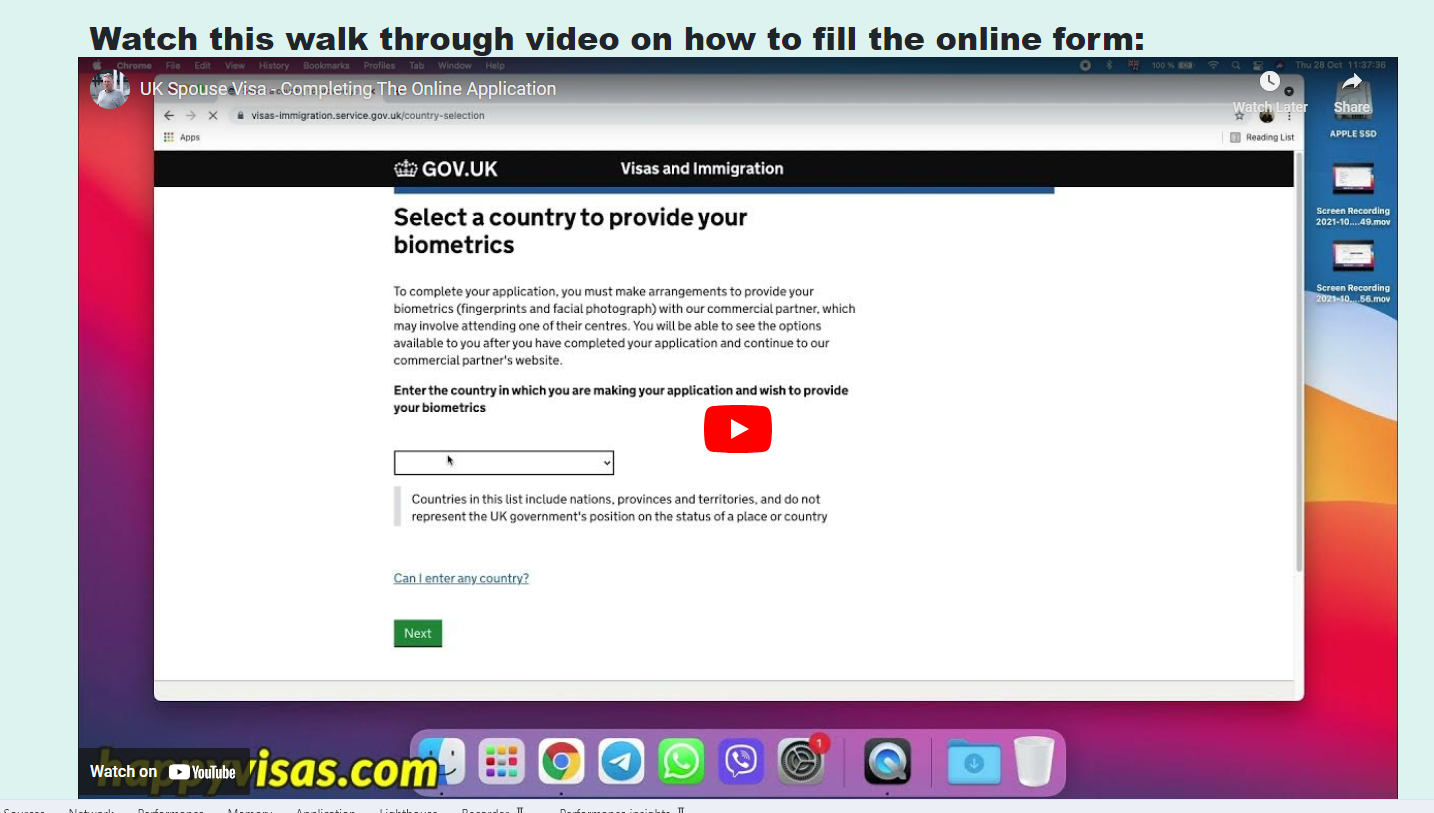 Watch this walk through video on how to fill the online form:
Chrome File Edit View History Bookmarks Profiles Tab Window Help
100 % Thu 28 Oct 11:37:36
UK Spouse Visa - Completing The Online Application
Watch Later
Share
visas-immigration.service.gov.uk/country-selection
Apps
Reading List
APPLE SSD
GOV.UK
Visas and Immigration
Select a country to provide your
biometrics
Screen Recording
2021-10....49.mov
Screen Recording
2021-10....56.mov
To complete your application, you must make arrangements to provide your
biometrics (fingerprints and facial photograph) with our commercial partner, which
may involve attending one of their centres. You will be able to see the options
available to you after you have completed your application and continue to our
commercial partner's website.
Enter the country in which you are making your application and wish to provide
your biometrics
Countries in this list include nations, provinces and territories, and do not
represent the UK government's position on the status of a place or country
Can I enter any country?
Next
1
happyvisas.com
Watch on YouTube
Sources Network Performance Memory Application Lighthouse Recorder Performance insights